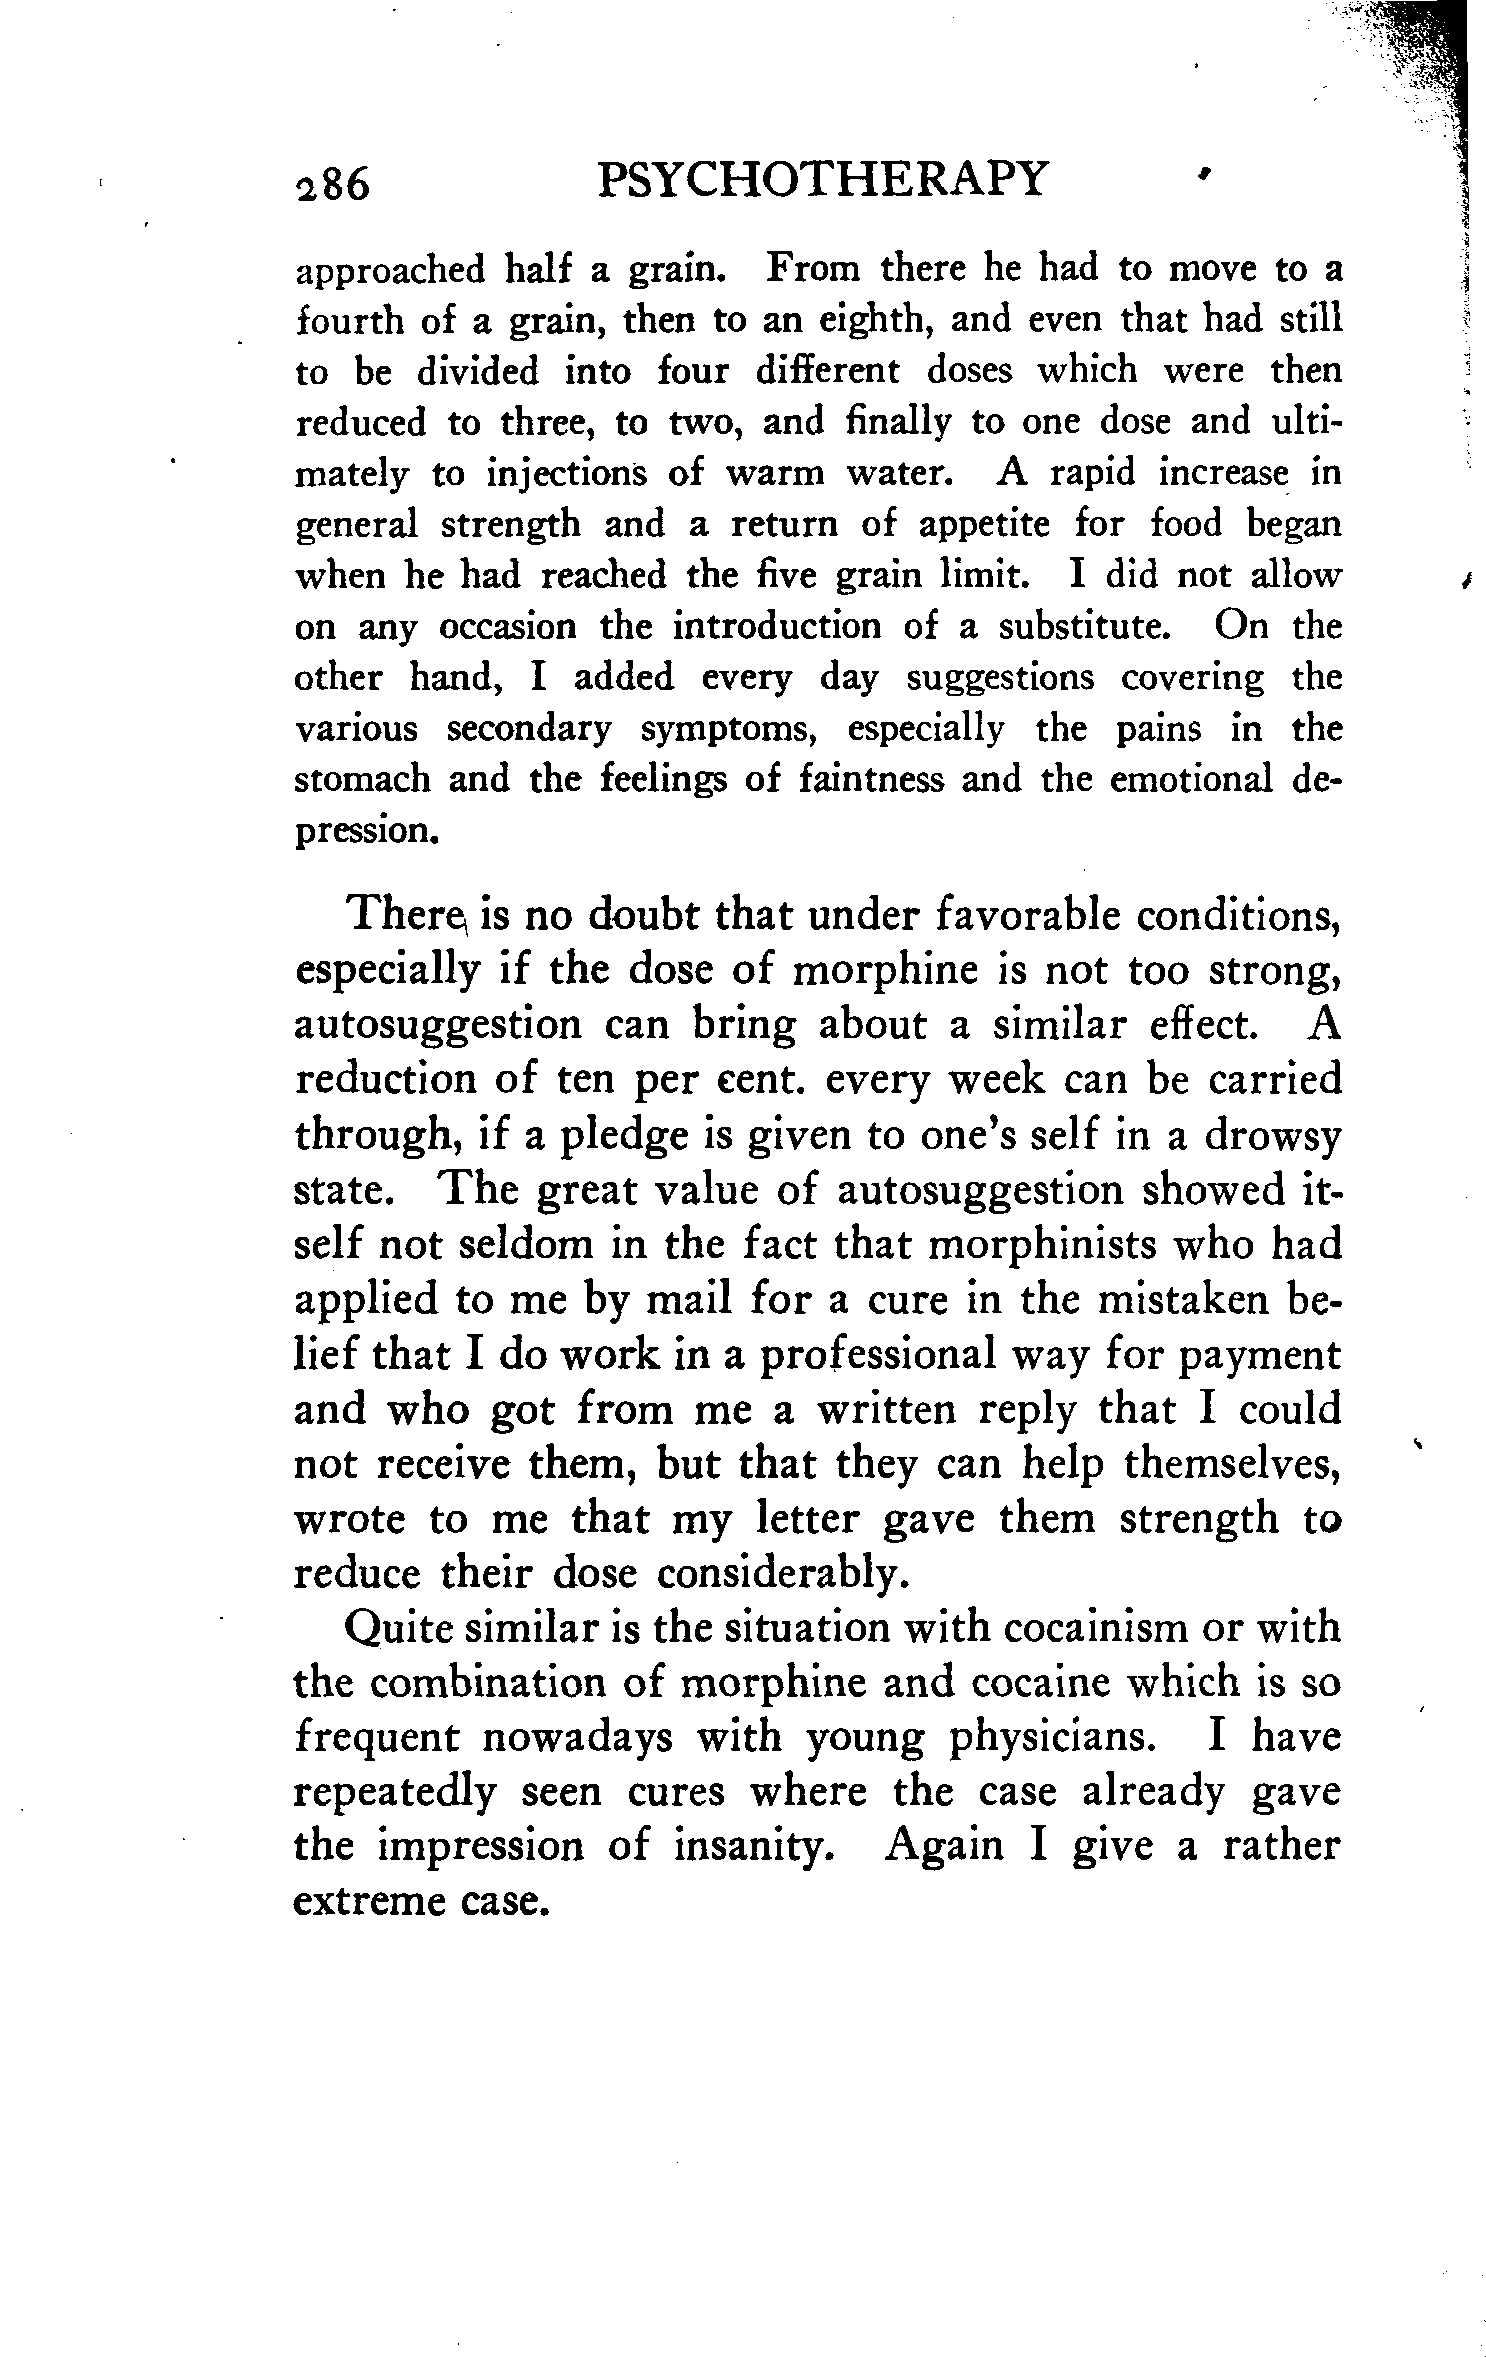 286 PSYCHOTHERAPY
approached half a grain. From there he had to move to a
fourth of a grain, then to an eighth, and even that had still
to be divided into four different doses which were then
reduced to three, to two, and finally to one dose and ulti-
mately to injections of warm water. A rapid increase in
general strength and a return of appetite for food began
when he had reached the five grain limit. I did not allow
on any occasion the introduction of a substitute. On the
other hand, I added every day suggestions covering the
various secondary symptoms, especially the pains in the
stomach and the feelings of faintness and the emotional de-
pression.
There is no doubt that under favorable conditions,
especially if the dose of morphine is not too strong,
autosuggestion can bring about a similar effect. A
reduction of ten per cent. every week can be carried
through, if a pledge is given to one's self in a drowsy
state. The great value of autosuggestion showed it-
self not seldom in the fact that morphinists who had
applied to me by mail for a cure in the mistaken be-
lief that I do work in a professional way for payment
and who got from me a written reply that I could
not receive them, but that they can help themselves,
wrote to me that my letter gave them strength to
reduce their dose considerably.
Quite similar is the situation with cocainism or with
the combination of morphine and cocaine which is so
frequent nowadays with young physicians. I have
repeatedly seen cures where the case already gave
the impression of insanity. Again I give a rather
extreme case.